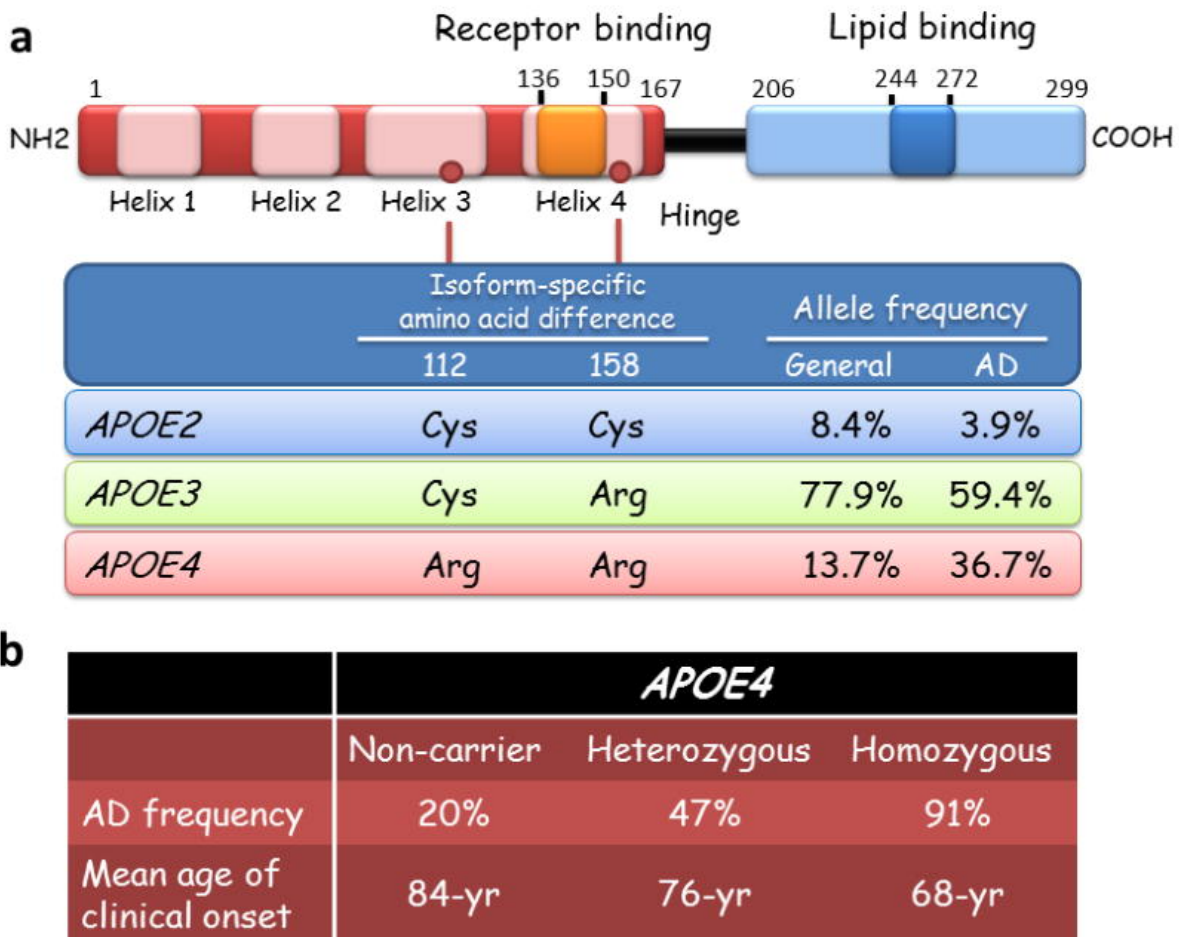 a
Receptor binding Lipid binding
1 136 150 167 206 244 272 299
NH2 COOH
Helix 1 Helix 2 Helix 3 Helix 4 Hinge
Isoform-specific
amino acid difference Allele frequency
112 158 General AD
APOE2 Cys Cys 8.4% 3.9%
APOE3 Cys Arg 77.9% 59.4%
APOE4 Arg Arg 13.7% 36.7%
b
APOE4
Non-carrier Heterozygous Homozygous
AD frequency 20% 47% 91%
Mean age of
clinical onset 84-yr 76-yr 68-yr